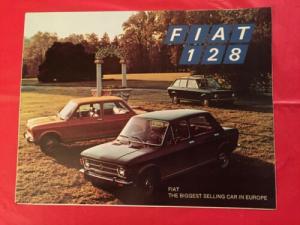 FIAT
128
FIAT
THE BIGGEST SELLING CAR IN EUROPE